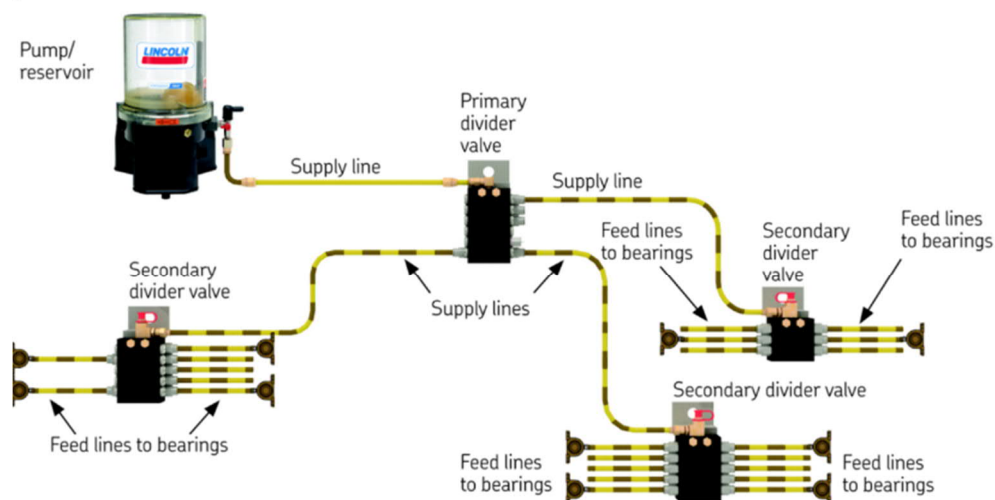 Pump/
reservoir
LINCOLN
Primary
divider
valve
Supply line
Supply line
Feed lines
to bearings
Secondary
divider
valve
Feed lines
to bearings
Secondary
divider valve
Supply lines
Secondary divider valve
Feed lines to bearings
Feed lines
to bearings
Feed lines
to bearings